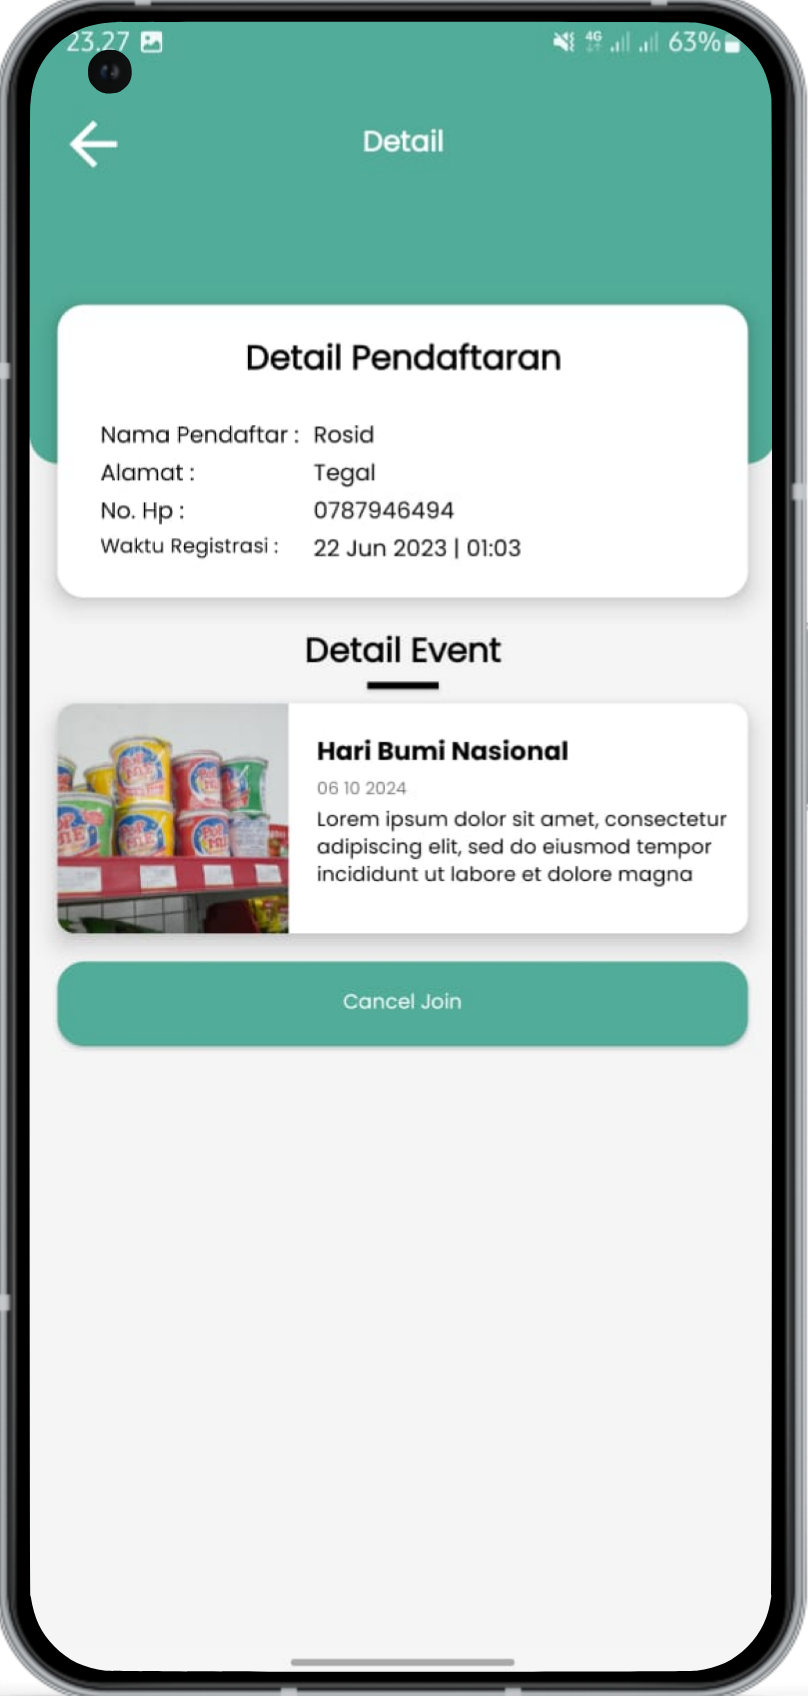 23.27 4G 63%
Detail
Detail Pendaftaran
Nama Pendaftar : Rosid
Alamat : Tegal
No. Hp : 0787946494
Waktu Registrasi : 22 Jun 2023 | 01:03
Detail Event
Hari Bumi Nasional
06 10 2024
Lorem ipsum dolor sit amet, consectetur
adipiscing elit, sed do eiusmod tempor
incididunt ut labore et dolore magna
Cancel Join